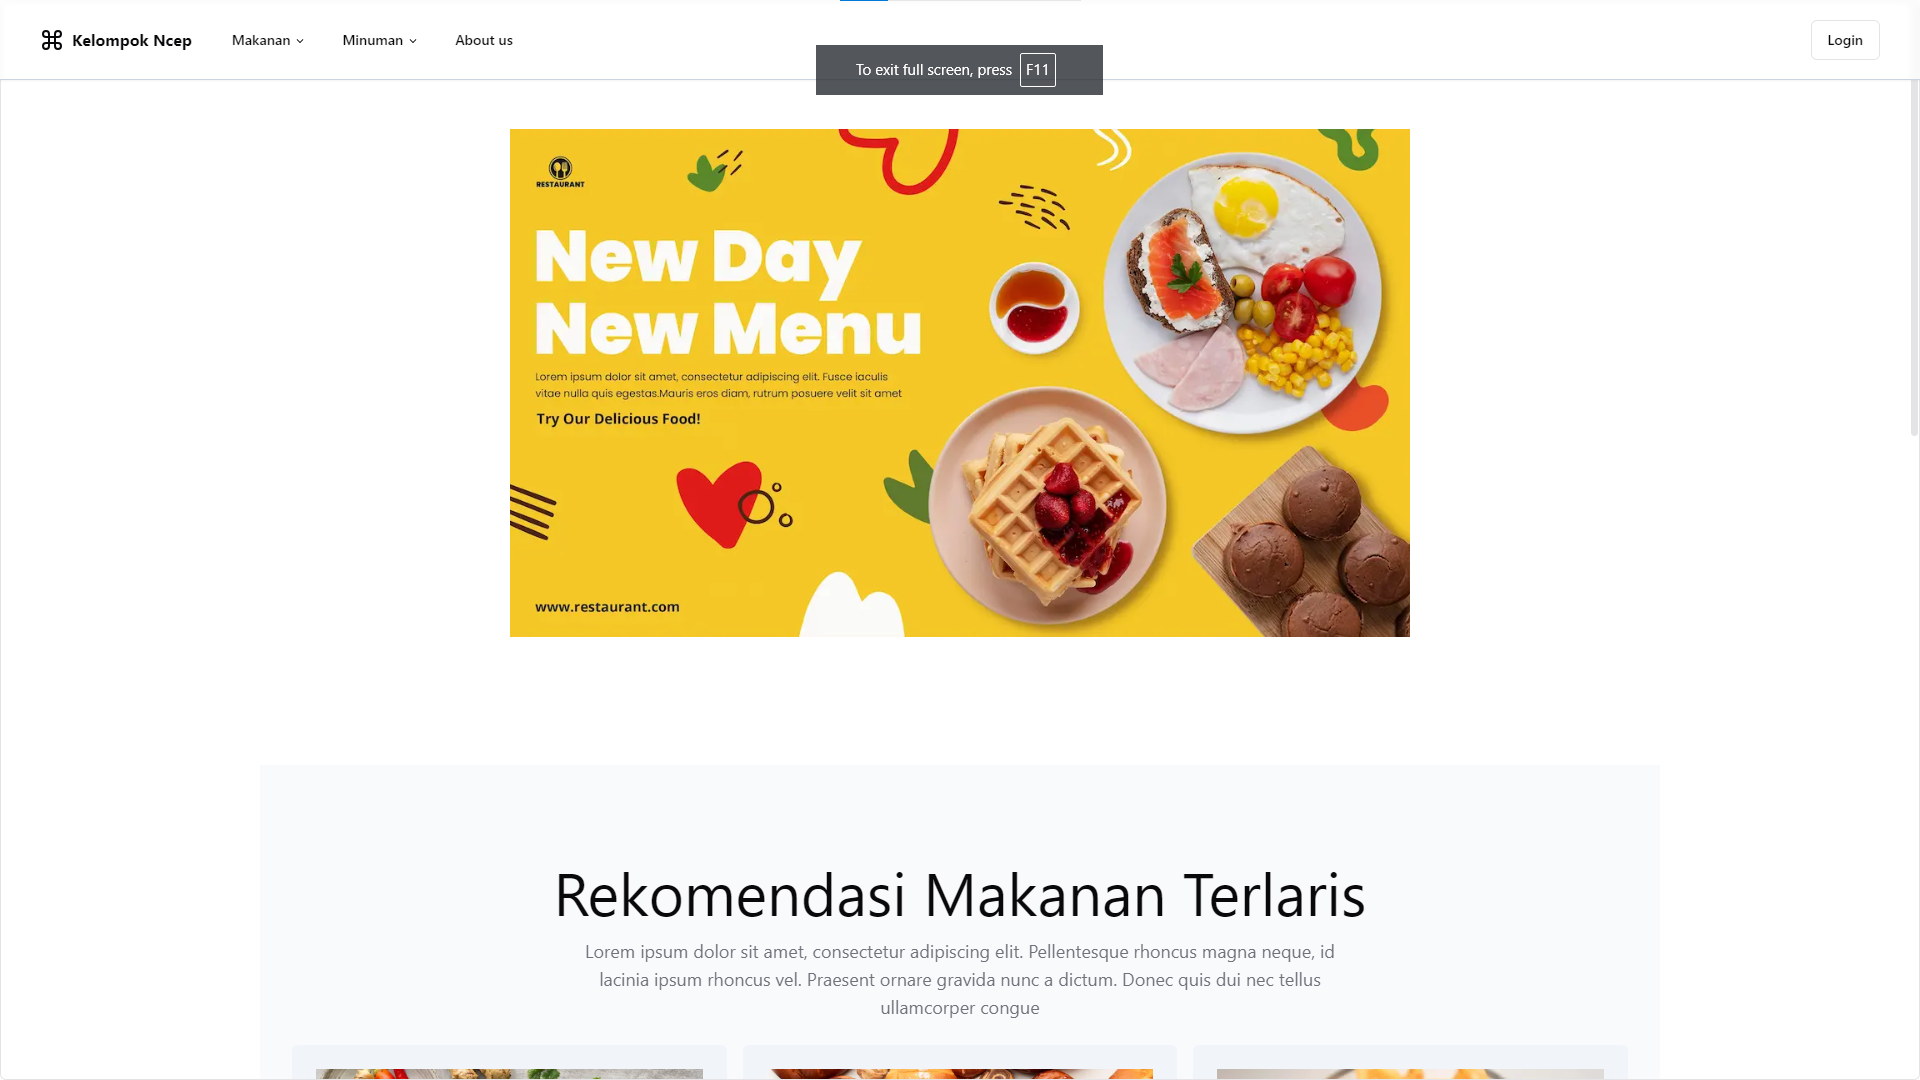 Kelompok Ncep
Makanan
Minuman
About us
Login
To exit full screen, press F11
RESTAURANT
New Day
New Menu
Lorem ipsum dolor sit amet, consectetur adipiscing elit. Fusce iaculis
vitae nulla quis egestas.Mauris eros diam, rutrum posuere velit sit amet
Try Our Delicious Food!
www.restaurant.com
Rekomendasi Makanan Terlaris
Lorem ipsum dolor sit amet, consectetur adipiscing elit. Pellentesque rhoncus magna neque, id
lacinia ipsum rhoncus vel. Praesent ornare gravida nunc a dictum. Donec quis dui nec tellus
ullamcorper congue